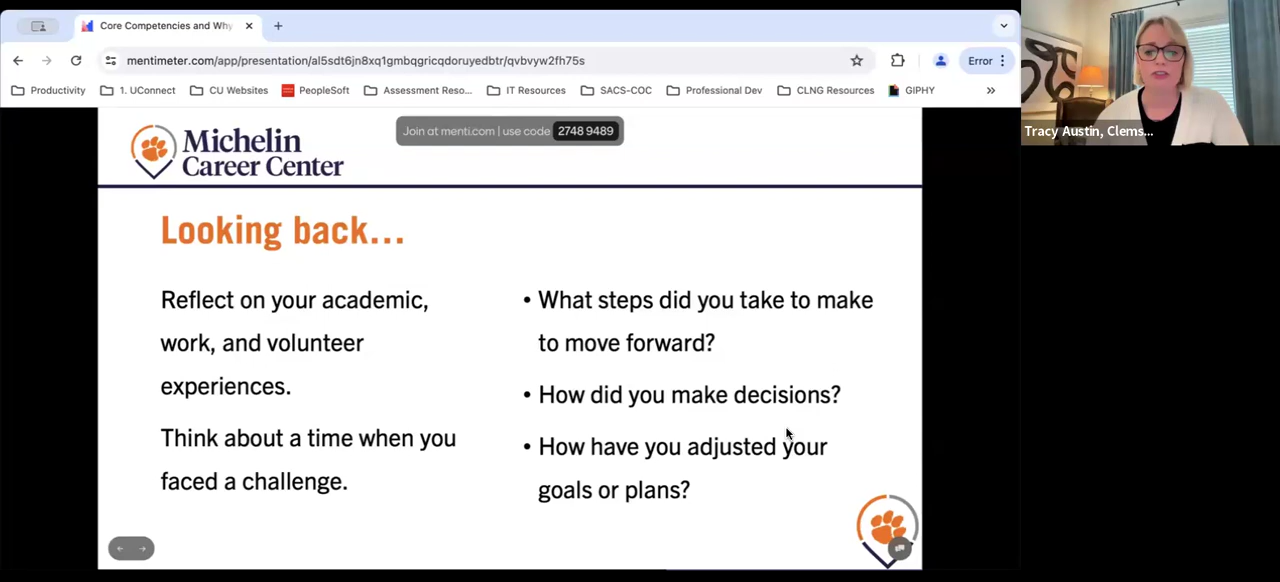 Core Competencies and Why
mentimeter.com/app/presentation/al5sdt6jn8xq1gmbqgricqdoruyedbtr/qvbvyw2fh75s
Error
Productivity
1. UConnect
CU Websites
PeopleSoft
Assessment Reso...
IT Resources
SACS-COC
Professional Dev
CLNG Resources
GIPHY
»
Tracy Austin, Clems...
Join at menti.com | use code 2748 9489
Michelin
Career Center
Looking back...
Reflect on your academic,
work, and volunteer
experiences.
Think about a time when you
faced a challenge.
• What steps did you take to make
to move forward?
• How did you make decisions?
• How have you adjusted your
goals or plans?